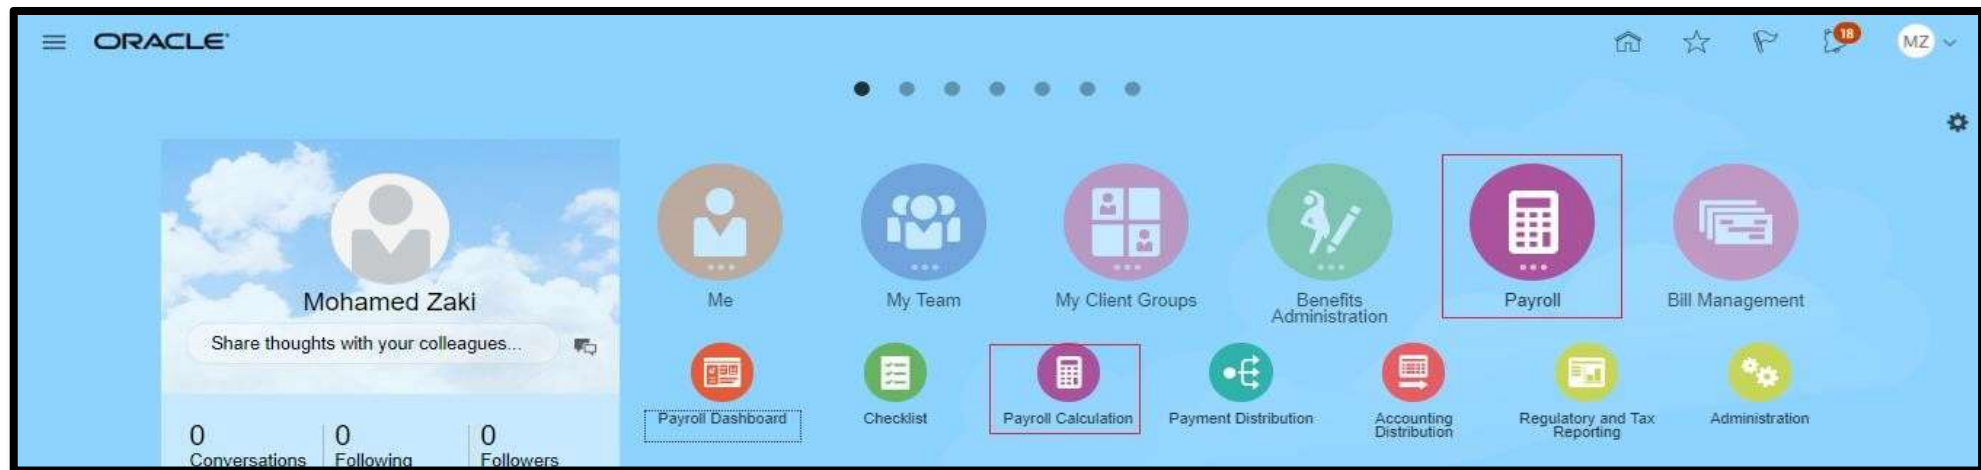 ORACLE
18
MZ
Mohamed Zaki
Share thoughts with your colleagues...
0
Conversations
0
Following
0
Followers
Me
My Team
My Client Groups
Benefits
Administration
Payroll
Bill Management
Payroll Dashboard
Checklist
Payroll Calculation
Payment Distribution
Accounting
Distribution
Regulatory and Tax
Reporting
Administration